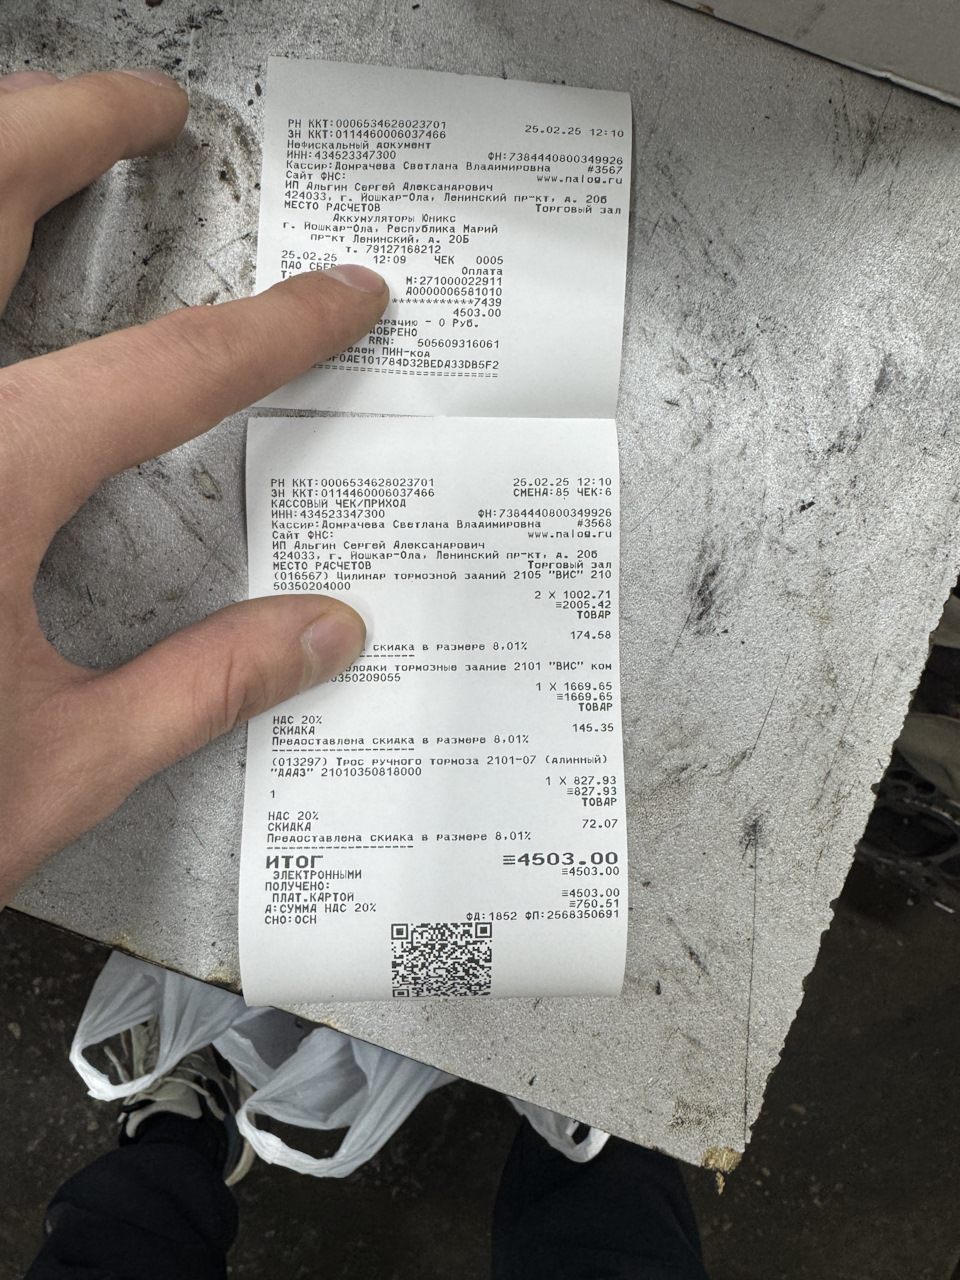 РН ККТ:0006534628023701 25.02.25 12:10
ЗН ККТ:0114460006037466
Нефискальный документ
ИНН:434523347300 ФН:7384440800349926
Кассир:Домрачева Светлана Владимировна #3567
Сайт ФНС: www.nalog.ru
ИП Альгин Сергей Александрович
424033, г. Йошкар-Ола, Ленинский пр-кт, д. 20б
МЕСТО РАСЧЕТОВ Торговый зал
Аккумуляторы Юникс
г. Йошкар-Ола, Республика Марий
пр-кт Ленинский, д. 20Б
т. 79127168212
25.02.25 12:09 ЧЕК 0005
ПАО СБЕР Оплата
Т: М:271000022911
A0000006581010
************7439
4503.00
0 Руб.
ДОБРЕНО
RRN: 505609316061
ПИН-код
F0AE101784D32BEDA33DB5F2
==============================
РН ККТ:0006534628023701 25.02.25 12:10
ЗН ККТ:0114460006037466 СМЕНА:85 ЧЕК:6
КАССОВЫЙ ЧЕК/ПРИХОД
ИНН:434523347300 ФН:7384440800349926
Кассир:Домрачева Светлана Владимировна #3568
Сайт ФНС: www.nalog.ru
ИП Альгин Сергей Александрович
424033, г. Йошкар-Ола, Ленинский пр-кт, д. 20б
МЕСТО РАСЧЕТОВ Торговый зал
(016567) Цилиндр тормозной задний 2105 "ВИС" 210
50350204000
2 X 1002.71
≡2005.42
ТОВАР
174.58
скидка в размере 8,01%
лодки тормозные задние 2101 "ВИС" ком
0350209055
1 X 1669.65
≡1669.65
ТОВАР
НДС 20%
СКИДКА 145.35
Предоставлена скидка в размере 8,01%
(013297) Трос ручного тормоза 2101-07 (длинный)
"ДААЗ" 21010350818000
1 X 827.93
1 ≡827.93
ТОВАР
НДС 20%
СКИДКА 72.07
Предоставлена скидка в размере 8,01%
ИТОГ ≡4503.00
ЭЛЕКТРОННЫМИ ≡4503.00
ПОЛУЧЕНО:
ПЛАТ.КАРТОЙ ≡4503.00
А:СУММА НДС 20% ≡750.51
СНО:ОСН ФД:1852 ФП:2568350691